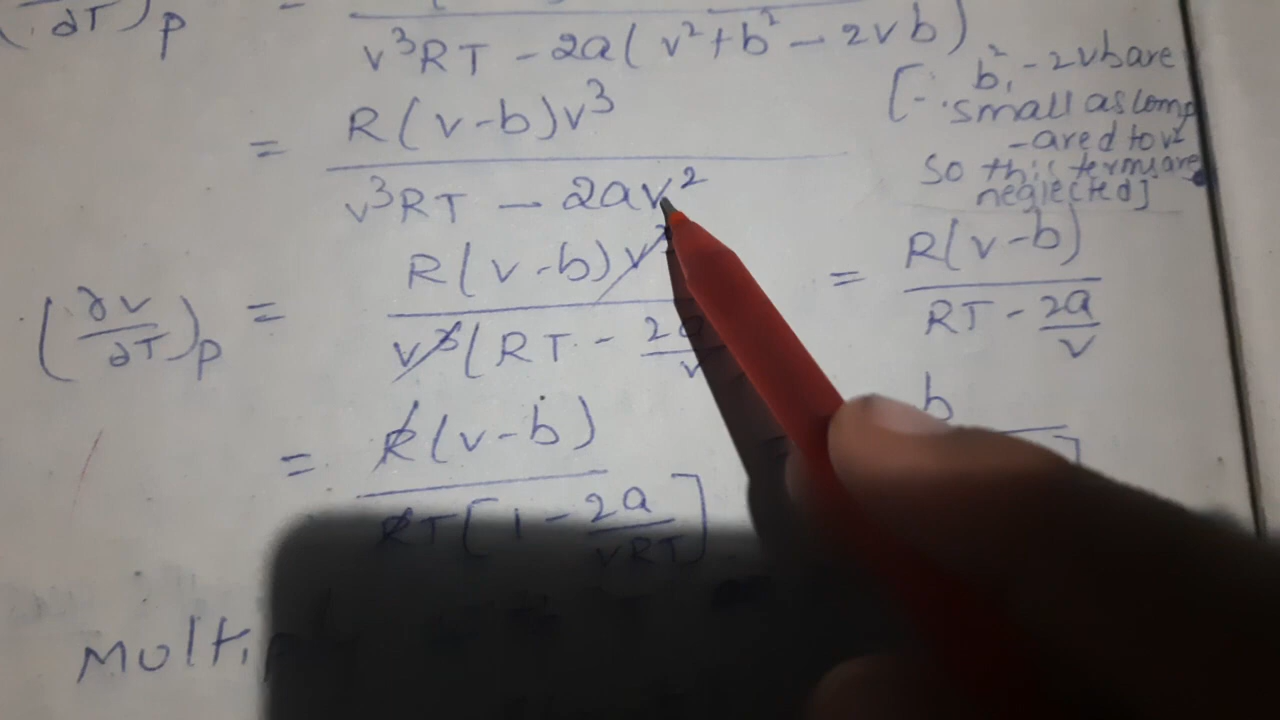 ∂T)p =
v³RT - 2a(v²+b²-2vb)
[∵ b², -2vb are
small as comp
-ared to v²
so this terms are
neglected]
= R(v-b)v³ / v³RT - 2av²
(∂v/∂T)p = R(v-b)v³ / v³(RT - 2a/v) = R(v-b) / RT - 2a/v
= R(v-b) / RT[1 - 2a/vRT]
b
]
Multi